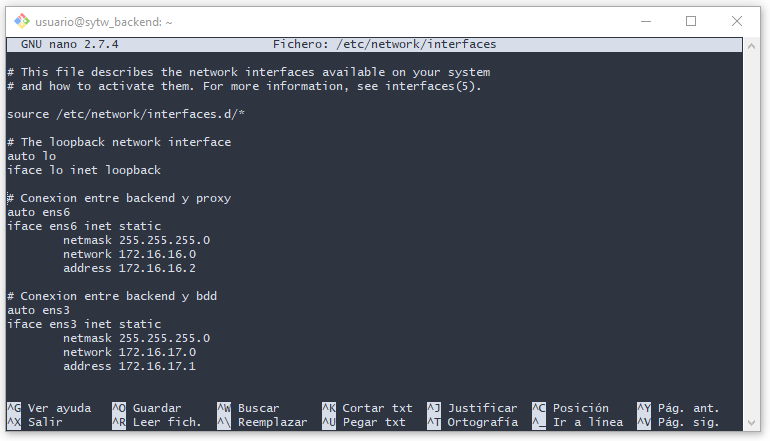 usuario@sytw_backend: ~
GNU nano 2.7.4 Fichero: /etc/network/interfaces
# This file describes the network interfaces available on your system
# and how to activate them. For more information, see interfaces(5).
source /etc/network/interfaces.d/*
# The loopback network interface
auto lo
iface lo inet loopback
# Conexion entre backend y proxy
auto ens6
iface ens6 inet static
netmask 255.255.255.0
network 172.16.16.0
address 172.16.16.2
# Conexion entre backend y bdd
auto ens3
iface ens3 inet static
netmask 255.255.255.0
network 172.16.17.0
address 172.16.17.1
^G Ver ayuda ^O Guardar ^W Buscar ^K Cortar txt ^J Justificar ^C Posición ^Y Pág. ant.
^X Salir ^R Leer fich. ^\ Reemplazar ^U Pegar txt ^T Ortografía ^_ Ir a línea ^V Pág. sig.